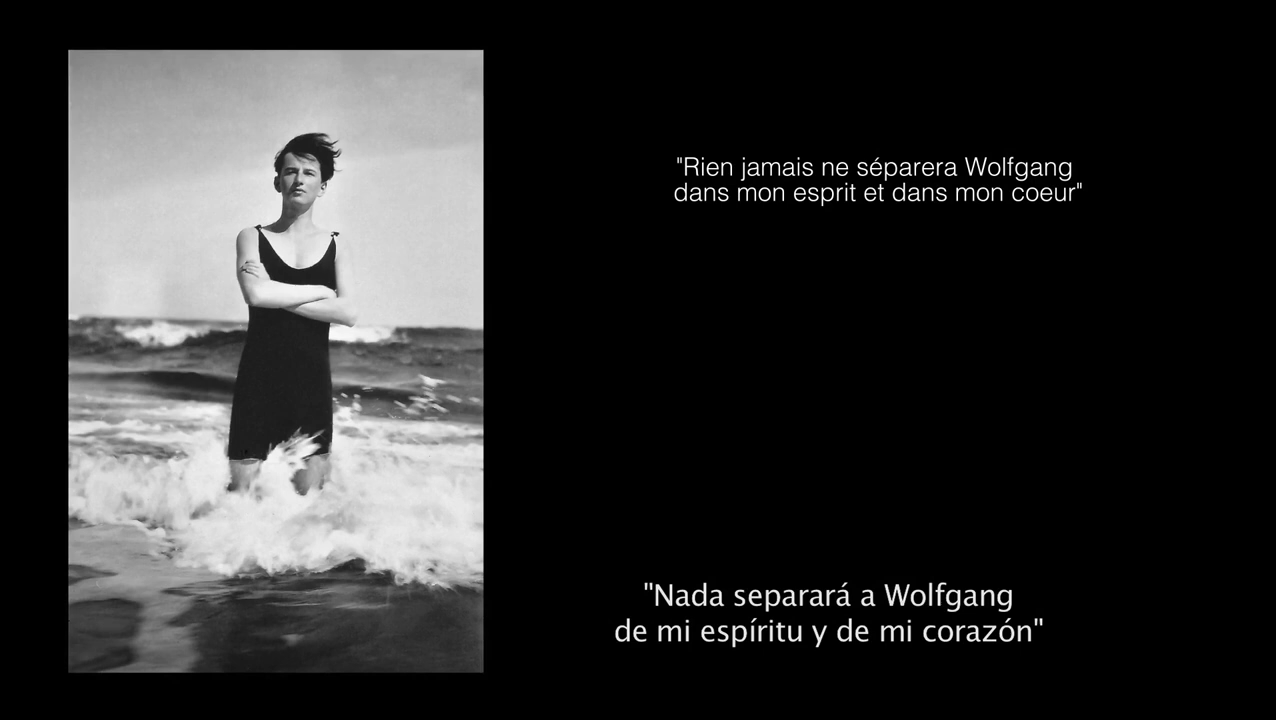 "Rien jamais ne séparera Wolfgang
dans mon esprit et dans mon coeur"
"Nada separará a Wolfgang
de mi espíritu y de mi corazón"